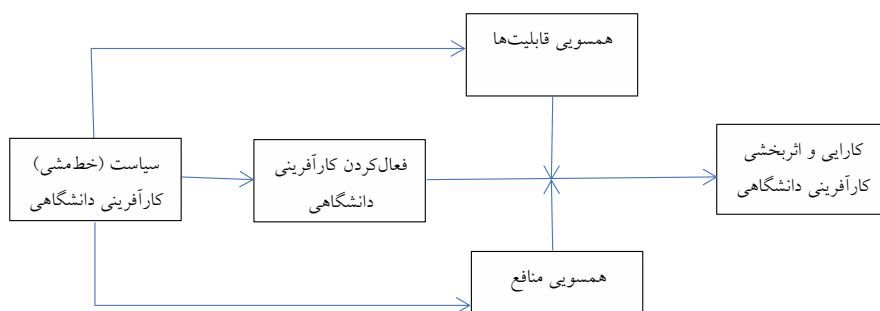 همسویی قابلیت‌ها
سیاست (خط‌مشی)
کارآفرینی دانشگاهی
فعال‌کردن کارآفرینی
دانشگاهی
کارایی و اثربخشی
کارآفرینی دانشگاهی
همسویی منافع